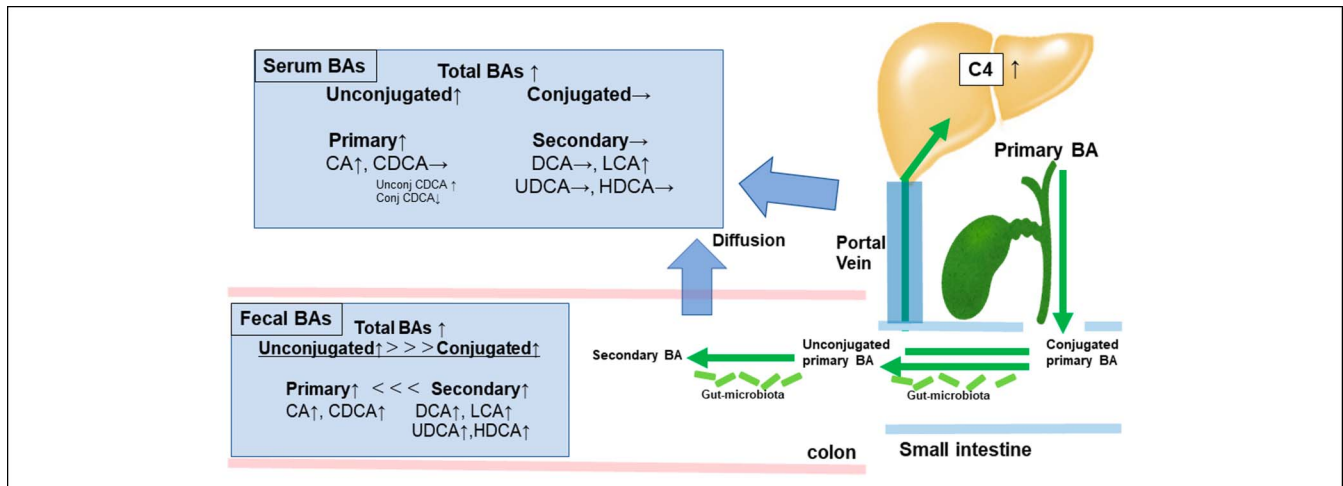 Serum BAs
Total BAs ↑
Unconjugated↑ Conjugated→
Primary↑ Secondary→
CA↑, CDCA→ DCA→, LCA↑
Unconj CDCA ↑
Conj CDCA↓
UDCA→, HDCA→
C4 ↑
Primary BA
Diffusion
Portal
Vein
Fecal BAs
Total BAs ↑
Unconjugated↑>>>Conjugated↑
Primary↑ <<< Secondary↑
CA↑, CDCA↑ DCA↑, LCA↑
UDCA↑,HDCA↑
Secondary BA
Unconjugated
primary BA
Conjugated
primary BA
Gut-microbiota
Gut-microbiota
colon
Small intestine